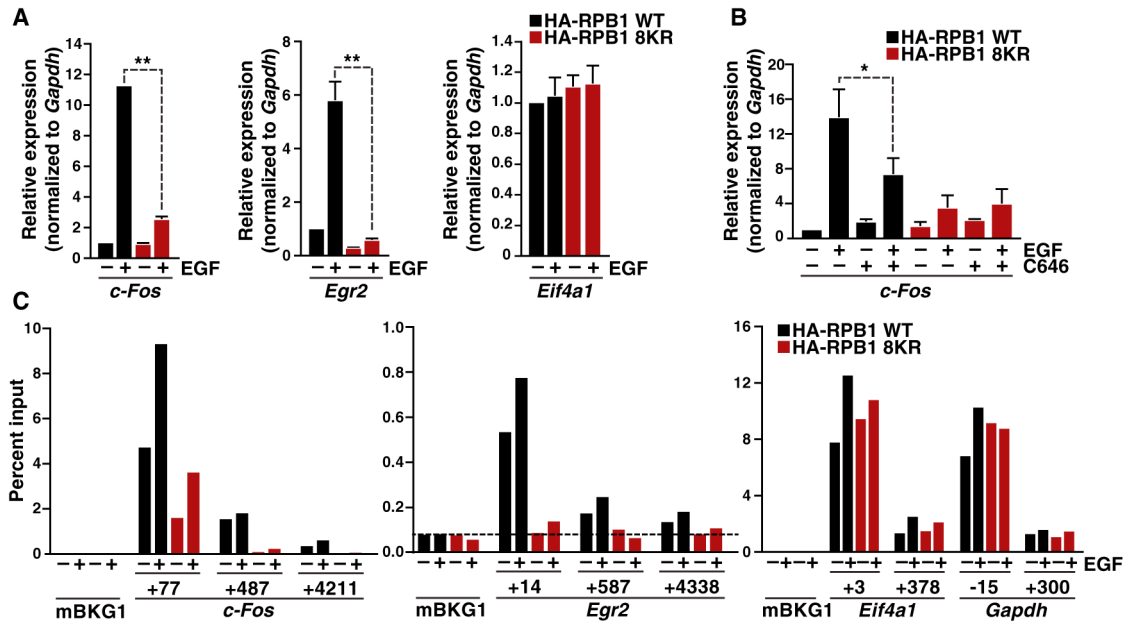 A
Relative expression
(normalized to Gapdh)
14
12
10
8
6
4
2
0
**
− + − + EGF
c-Fos
Relative expression
(normalized to Gapdh)
8
6
4
2
0
**
− + − + EGF
Egr2
HA-RPB1 WT
HA-RPB1 8KR
Relative expression
(normalized to Gapdh)
1.4
1.2
1.0
0.8
0.6
0.4
0.2
0
− + − + EGF
Eif4a1
B
HA-RPB1 WT
HA-RPB1 8KR
Relative expression
(normalized to Gapdh)
20
16
12
8
4
0
*
− + − + − + − + EGF
− − + + − − + + C646
c-Fos
C
Percent input
10
8
6
4
2
0
− + − + − + − + − + − + − + − +
+77 +487 +4211
mBKG1 c-Fos
1.0
0.8
0.6
0.4
0.2
0.0
− + − + − + − + − + − + − + − +
+14 +587 +4338
mBKG1 Egr2
HA-RPB1 WT
HA-RPB1 8KR
16
12
8
4
0
− + − + − + − + − + − + − + − + − + − + EGF
+3 +378 -15 +300
mBKG1 Eif4a1 Gapdh